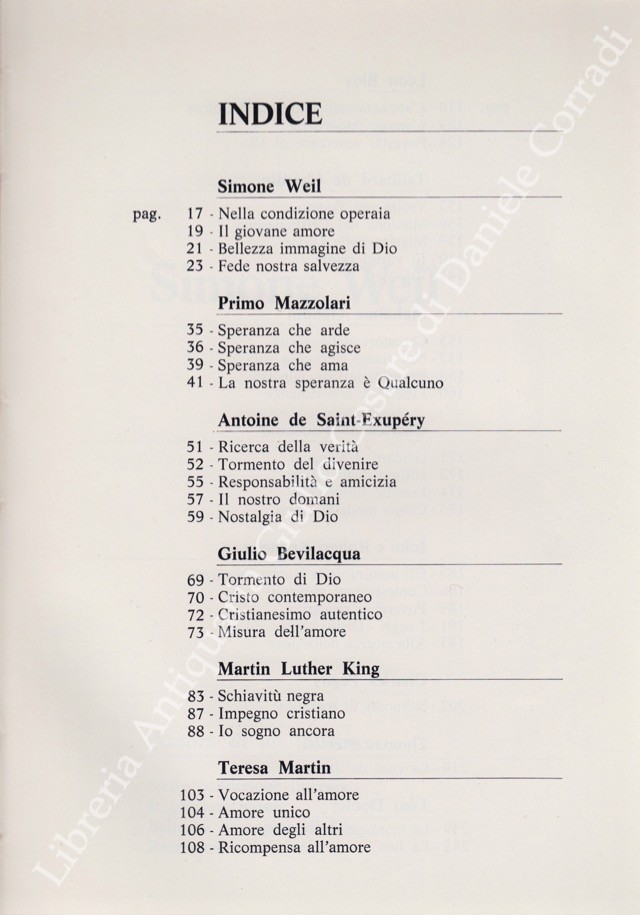 INDICE
Simone Weil
pag. 17 - Nella condizione operaia
19 - Il giovane amore
21 - Bellezza immagine di Dio
23 - Fede nostra salvezza
Primo Mazzolari
35 - Speranza che arde
36 - Speranza che agisce
39 - Speranza che ama
41 - La nostra speranza è Qualcuno
Antoine de Saint-Exupéry
51 - Ricerca della verità
52 - Tormento del divenire
55 - Responsabilità e amicizia
57 - Il nostro domani
59 - Nostalgia di Dio
Giulio Bevilacqua
69 - Tormento di Dio
70 - Cristo contemporaneo
72 - Cristianesimo autentico
73 - Misura dell'amore
Martin Luther King
83 - Schiavitù negra
87 - Impegno cristiano
88 - Io sogno ancora
Teresa Martin
103 - Vocazione all'amore
104 - Amore unico
106 - Amore degli altri
108 - Ricompensa all'amore
Libreria Antiquaria Giulio Cesare di Daniele Corradi